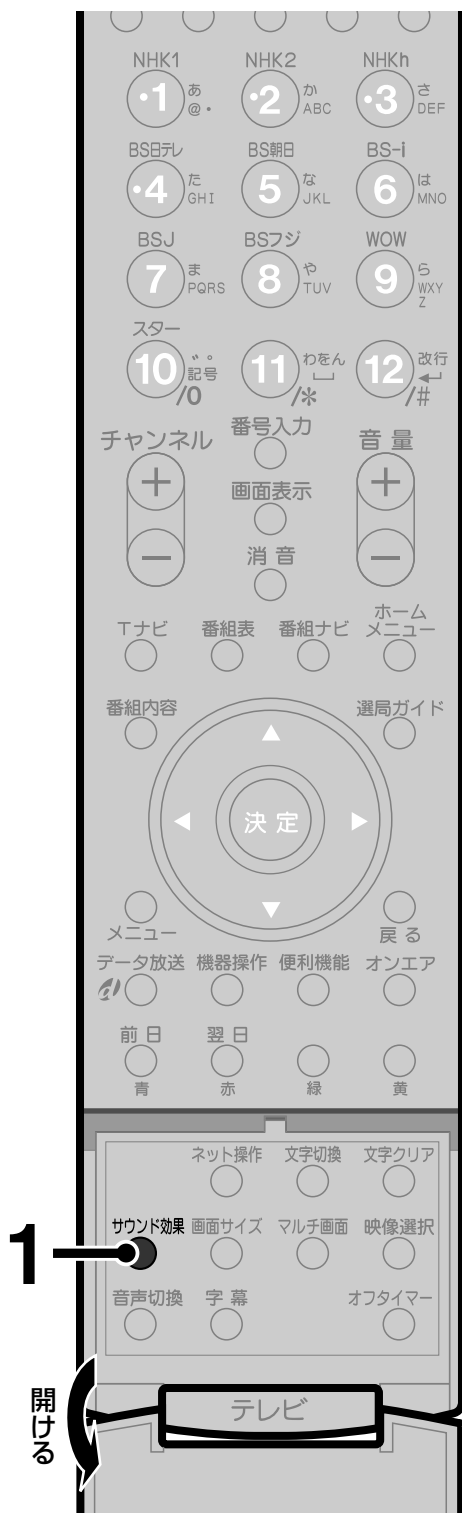 NHK1 NHK2 NHKh
・1 あ @・ ・2 か ABC ・3 さ DEF
BS日テレ BS朝日 BS-i
・4 た GHI 5 な JKL 6 は MNO
BSJ BSフジ WOW
7 ま PQRS 8 や TUV 9 ら WXYZ
スター
10/0 ゛゜ 記号 11/* わをん 12/# 改行
チャンネル 番号入力 音量
+ 画面表示 +
- 消音 -
Tナビ 番組表 番組ナビ ホームメニュー
番組内容 選局ガイド
決定
メニュー 戻る
データ放送 機器操作 便利機能 オンエア
前日 翌日
青 赤 緑 黄
ネット操作 文字切換 文字クリア
1 サウンド効果 画面サイズ マルチ画面 映像選択
音声切換 字幕 オフタイマー
開ける テレビ